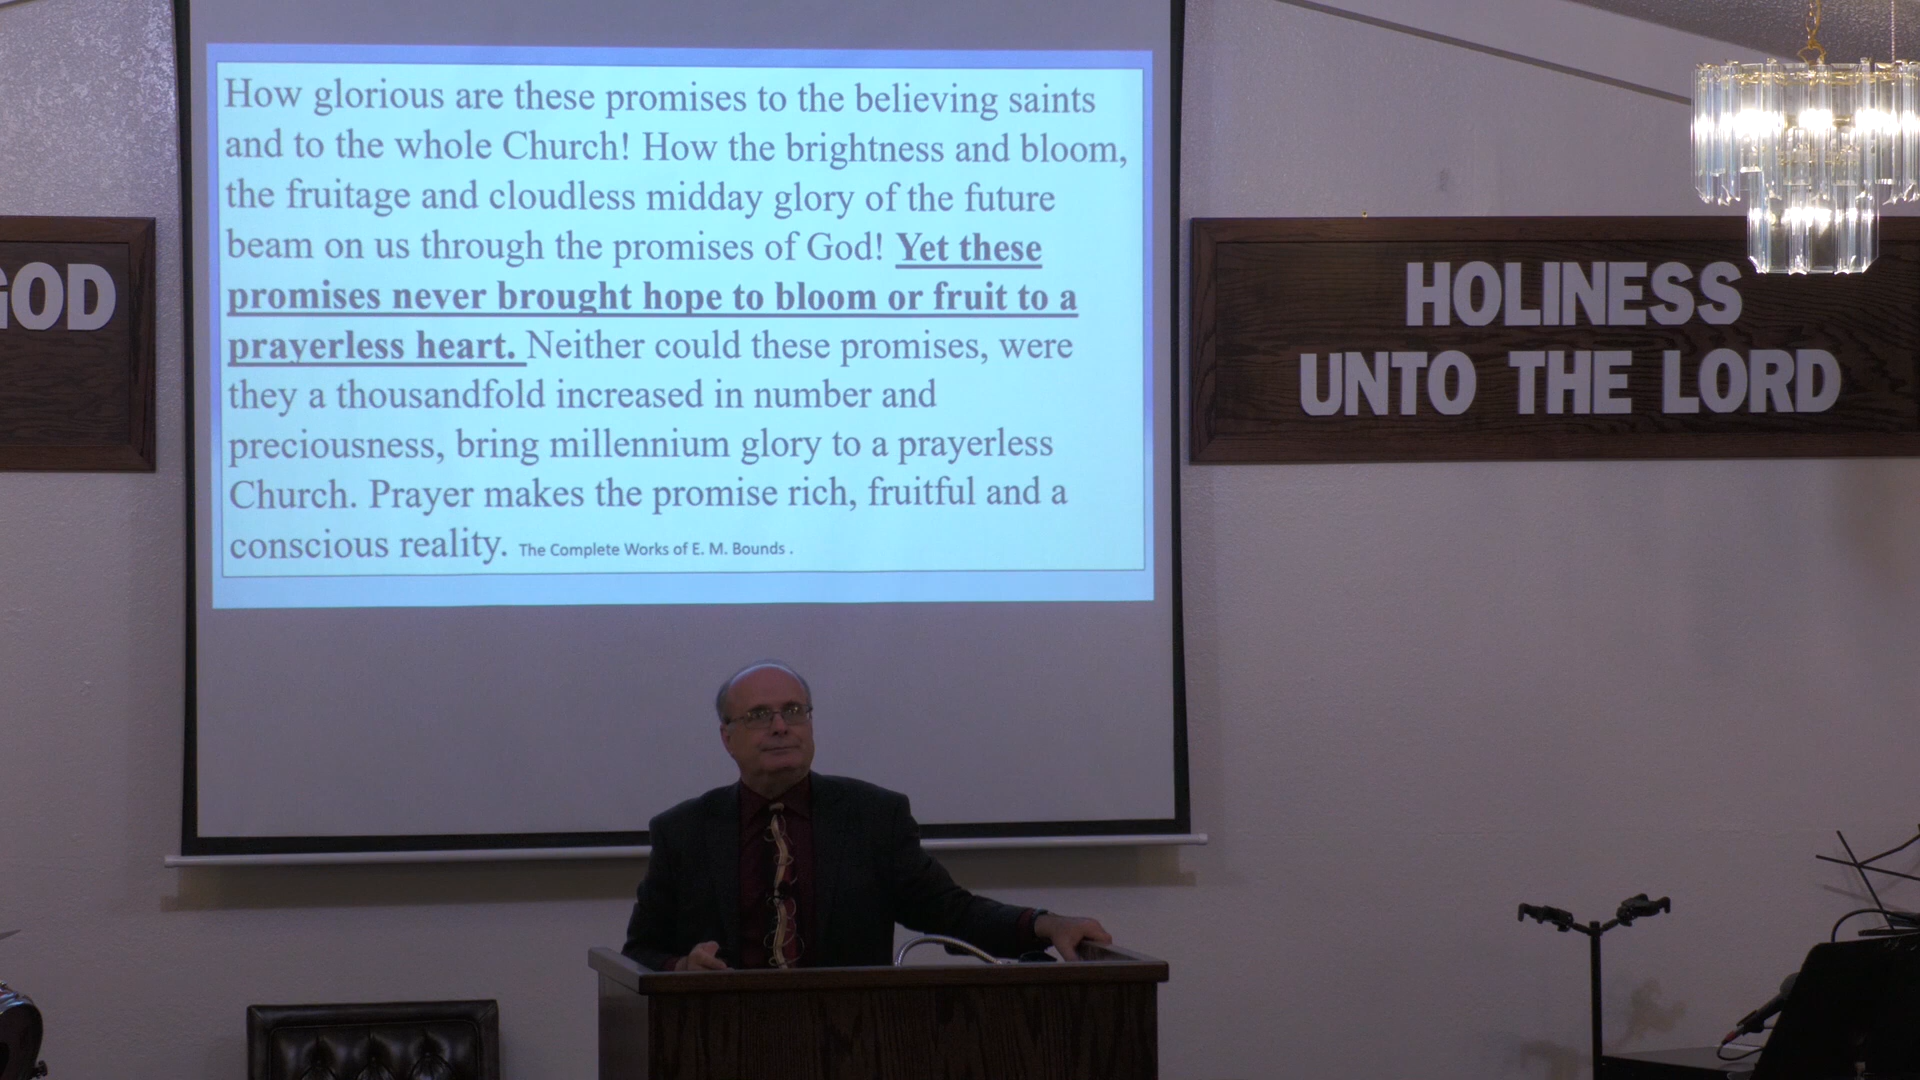 How glorious are these promises to the believing saints
and to the whole Church! How the brightness and bloom,
the fruitage and cloudless midday glory of the future
beam on us through the promises of God! Yet these
promises never brought hope to bloom or fruit to a
prayerless heart. Neither could these promises, were
they a thousandfold increased in number and
preciousness, bring millennium glory to a prayerless
Church. Prayer makes the promise rich, fruitful and a
conscious reality. The Complete Works of E. M. Bounds .
GOD
HOLINESS
UNTO THE LORD